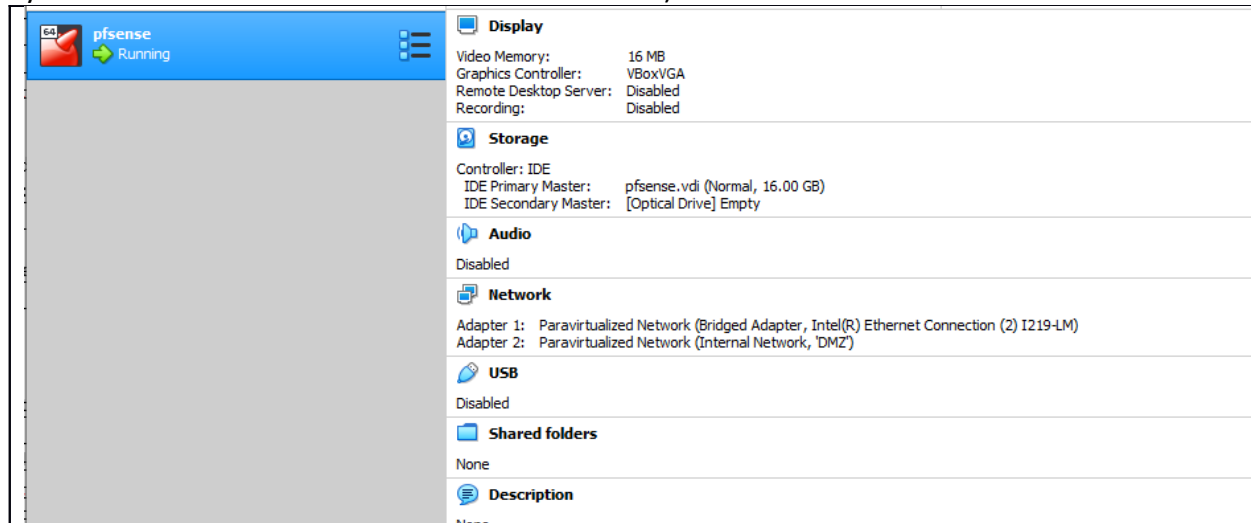 64
pfsense
Running
Display
Video Memory: 16 MB
Graphics Controller: VBoxVGA
Remote Desktop Server: Disabled
Recording: Disabled
Storage
Controller: IDE
IDE Primary Master: pfsense.vdi (Normal, 16.00 GB)
IDE Secondary Master: [Optical Drive] Empty
Audio
Disabled
Network
Adapter 1: Paravirtualized Network (Bridged Adapter, Intel(R) Ethernet Connection (2) I219-LM)
Adapter 2: Paravirtualized Network (Internal Network, 'DMZ')
USB
Disabled
Shared folders
None
Description